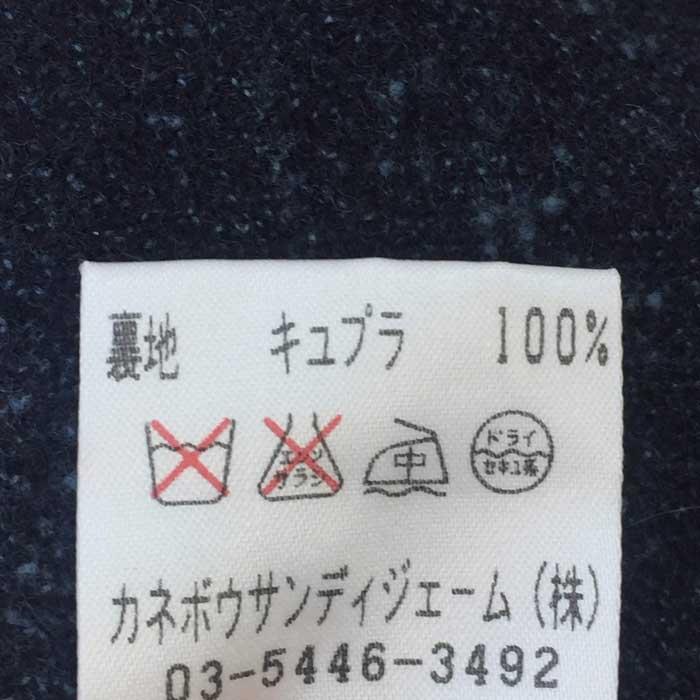 裏地 キュプラ 100%
エンソ サラシ 中 ドライ セキユ系
カネボウサンディジェーム(株)
03-5446-3492